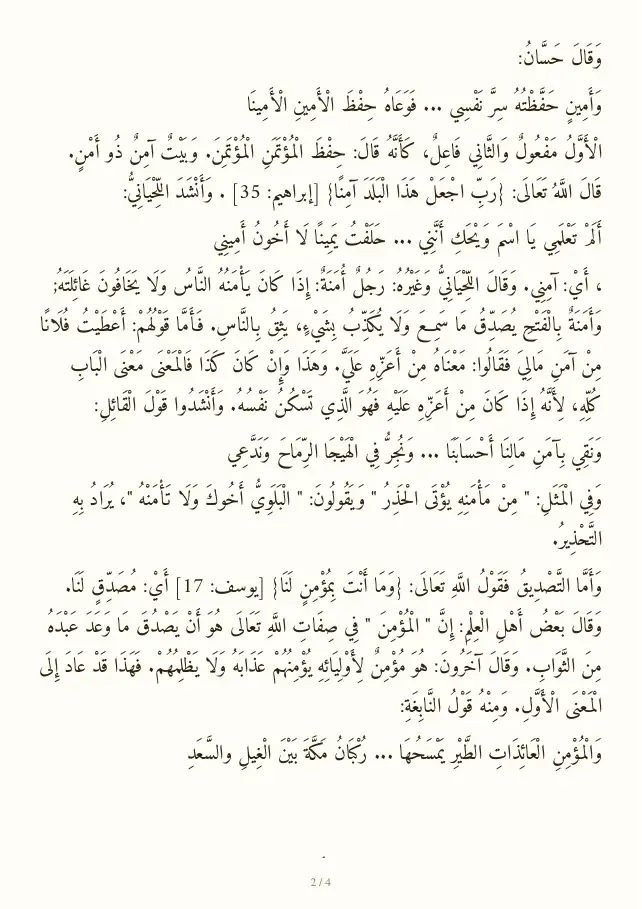 وَقَالَ حَسَّانُ:
وَأَمِينٍ حَفَّظْتُهُ سِرَّ نَفْسِي ... فَوَعَاهُ حِفْظَ الْأَمِينِ الْأَمِينَا
الْأَوَّلُ مَفْعُولٌ وَالثَّانِي فَاعِلٌ، كَأَنَّهُ قَالَ: حِفْظَ الْمُؤْتَمَنِ الْمُؤْتَمِنَ. وَبَيْتٌ آمِنٌ ذُو أَمْنٍ.
قَالَ اللَّهُ تَعَالَى: {رَبِّ اجْعَلْ هَذَا الْبَلَدَ آمِنًا} [إبراهيم: 35] . وَأَنْشَدَ اللِّحْيَانِيُّ:
أَلَمْ تَعْلَمِي يَا اسْمَ وَيْحَكِ أَنَّنِي ... حَلَفْتُ يَمِينًا لَا أَخُونُ أَمِينِي
، أَيْ: آمِنِي. وَقَالَ اللِّحْيَانِيُّ وَغَيْرُهُ: رَجُلٌ أُمَنَةٌ: إِذَا كَانَ يَأْمَنُهُ النَّاسُ وَلَا يَخَافُونَ غَائِلَتَهُ;
وَأَمَنَةٌ بِالْفَتْحِ يُصَدِّقُ مَا سَمِعَ وَلَا يُكَذِّبُ بِشَيْءٍ، يَثِقُ بِالنَّاسِ. فَأَمَّا قَوْلُهُمْ: أَعْطَيْتُ فُلَانًا
مِنْ آمَنِ مَالِيَ فَقَالُوا: مَعْنَاهُ مِنْ أَعَزِّهِ عَلَيَّ. وَهَذَا وَإِنْ كَانَ كَذَا فَالْمَعْنَى مَعْنَى الْبَابِ
كُلِّهِ، لِأَنَّهُ إِذَا كَانَ مِنْ أَعَزِّهِ عَلَيْهِ فَهُوَ الَّذِي تَسْكُنُ نَفْسُهُ. وَأَنْشَدُوا قَوْلَ الْقَائِلِ:
وَنَقِي بِآمَنِ مَالِنَا أَحْسَابَنَا ... وَنُجِرُّ فِي الْهَيْجَا الرِّمَاحَ وَنَدَّعِي
وَفِي الْمَثَلِ: " مِنْ مَأْمَنِهِ يُؤْتَى الْحَذِرُ " وَيَقُولُونَ: " الْبَلَوِيُّ أَخُوكَ وَلَا تَأْمَنْهُ "، يُرَادُ بِهِ
التَّحْذِيرُ.
وَأَمَّا التَّصْدِيقُ فَقَوْلُ اللَّهِ تَعَالَى: {وَمَا أَنْتَ بِمُؤْمِنٍ لَنَا} [يوسف: 17] أَيْ: مُصَدِّقٍ لَنَا.
وَقَالَ بَعْضُ أَهْلِ الْعِلْمِ: إِنَّ " الْمُؤْمِنَ " فِي صِفَاتِ اللَّهِ تَعَالَى هُوَ أَنْ يَصْدُقَ مَا وَعَدَ عَبْدَهُ
مِنَ الثَّوَابِ. وَقَالَ آخَرُونَ: هُوَ مُؤْمِنٌ لِأَوْلِيَائِهِ يُؤْمِنُهُمْ عَذَابَهُ وَلَا يَظْلِمُهُمْ. فَهَذَا قَدْ عَادَ إِلَى
الْمَعْنَى الْأَوَّلِ. وَمِنْهُ قَوْلُ النَّابِغَةِ:
وَالْمُؤْمِنِ الْعَائِذَاتِ الطَّيْرِ يَمْسَحُهَا ... رُكْبَانُ مَكَّةَ بَيْنَ الْغِيلِ والسَّعَدِ
.
2 / 4